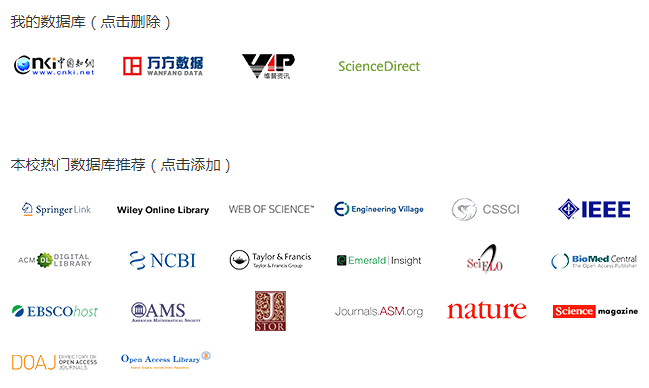 我的数据库（点击删除）
cnki中国知网
www.cnki.net
万方数据
WANFANG DATA
VIP
维普资讯
ScienceDirect
本校热门数据库推荐（点击添加）
Springer Link
Wiley Online Library
WEB OF SCIENCE™
Engineering Village
CSSCI
IEEE
ACM DL DIGITAL
LIBRARY
NCBI
Taylor & Francis
Taylor & Francis Group
Emerald Insight
SciELO
BioMed Central
The Open Access Publisher
EBSCOhost
AMS
AMERICAN MATHEMATICAL SOCIETY
JSTOR
Journals.ASM.org
nature
Science magazine
DOAJ DIRECTORY OF
OPEN ACCESS
JOURNALS
Open Access Library